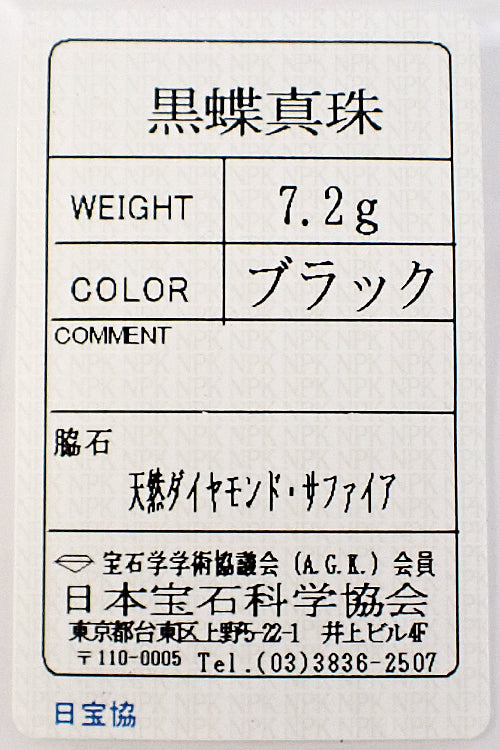 黒蝶真珠
WEIGHT 7.2g
COLOR ブラック
COMMENT
脇石
天然ダイヤモンド・サファイア
宝石学学術協議会 (A.G.K.) 会員
日本宝石科学協会
東京都台東区上野5-22-1 井上ビル4F
〒110-0005 Tel.(03)3836-2507
日宝協